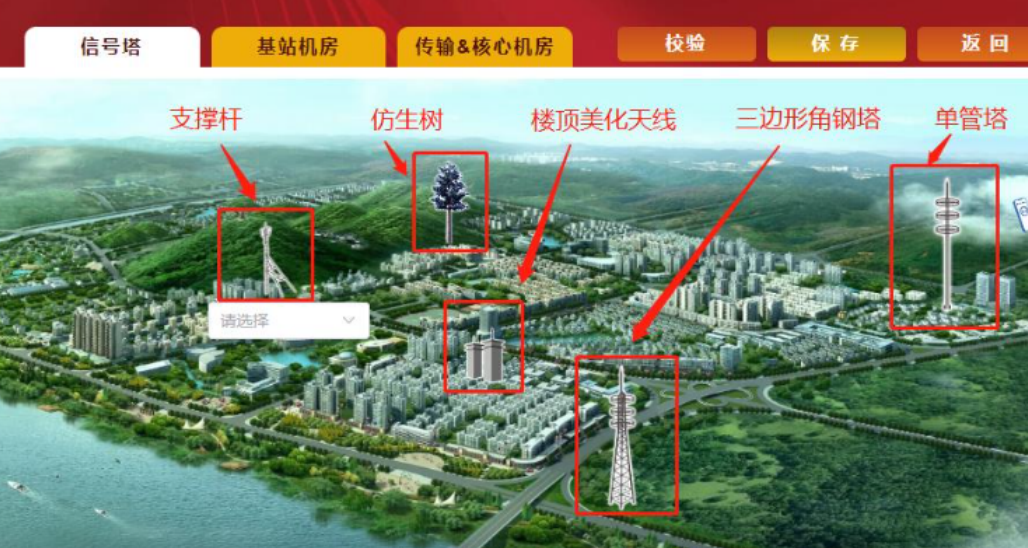 信号塔 基站机房 传输&核心机房 校验 保存 返回
支撑杆 仿生树 楼顶美化天线 三边形角钢塔 单管塔
请选择